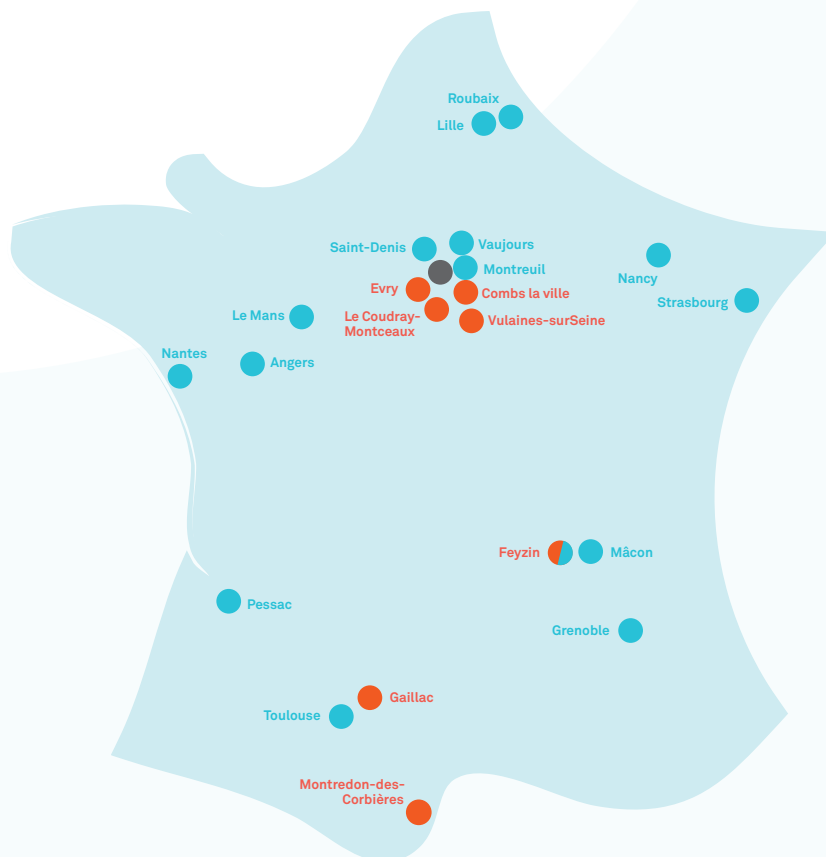 Roubaix
Lille
Saint-Denis
Vaujours
Montreuil
Nancy
Evry
Combs la ville
Strasbourg
Le Mans
Le Coudray-
Montceaux
Vulaines-surSeine
Nantes
Angers
Feyzin
Mâcon
Pessac
Grenoble
Gaillac
Toulouse
Montredon-des-
Corbières